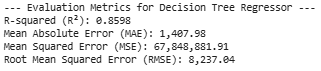 --- Evaluation Metrics for Decision Tree Regressor ---
R-squared (R²): 0.8598
Mean Absolute Error (MAE): 1,407.98
Mean Squared Error (MSE): 67,848,881.91
Root Mean Squared Error (RMSE): 8,237.04